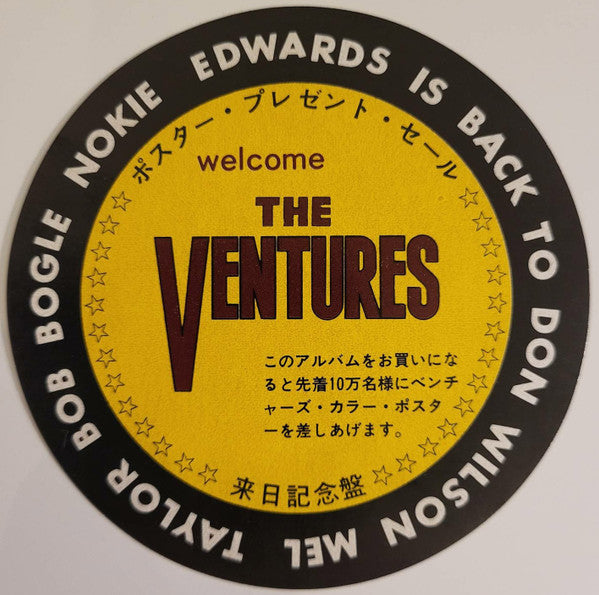 NOKIE EDWARDS IS BACK TO DON WILSON MEL TAYLOR BOB BOGLE
ポスター・プレゼント・セール
welcome
THE
VENTURES
このアルバムをお買いにな
ると先着10万名様にベンチ
ャーズ・カラー・ポスタ
ーを差しあげます。
来日記念盤